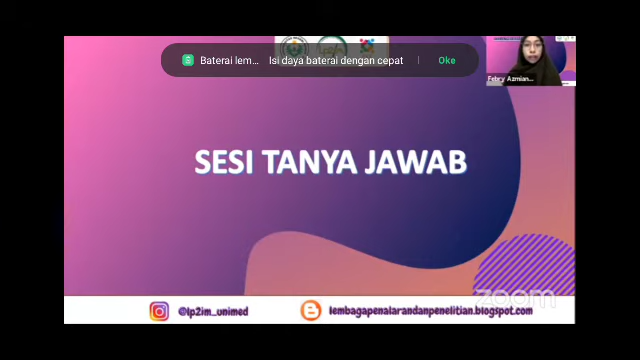 Baterai lem... Isi daya baterai dengan cepat Oke
Febry Azmian...
SESI TANYA JAWAB
zoom
@lp2im_unimed lembagapenalarandanpenelitian.blogspot.com